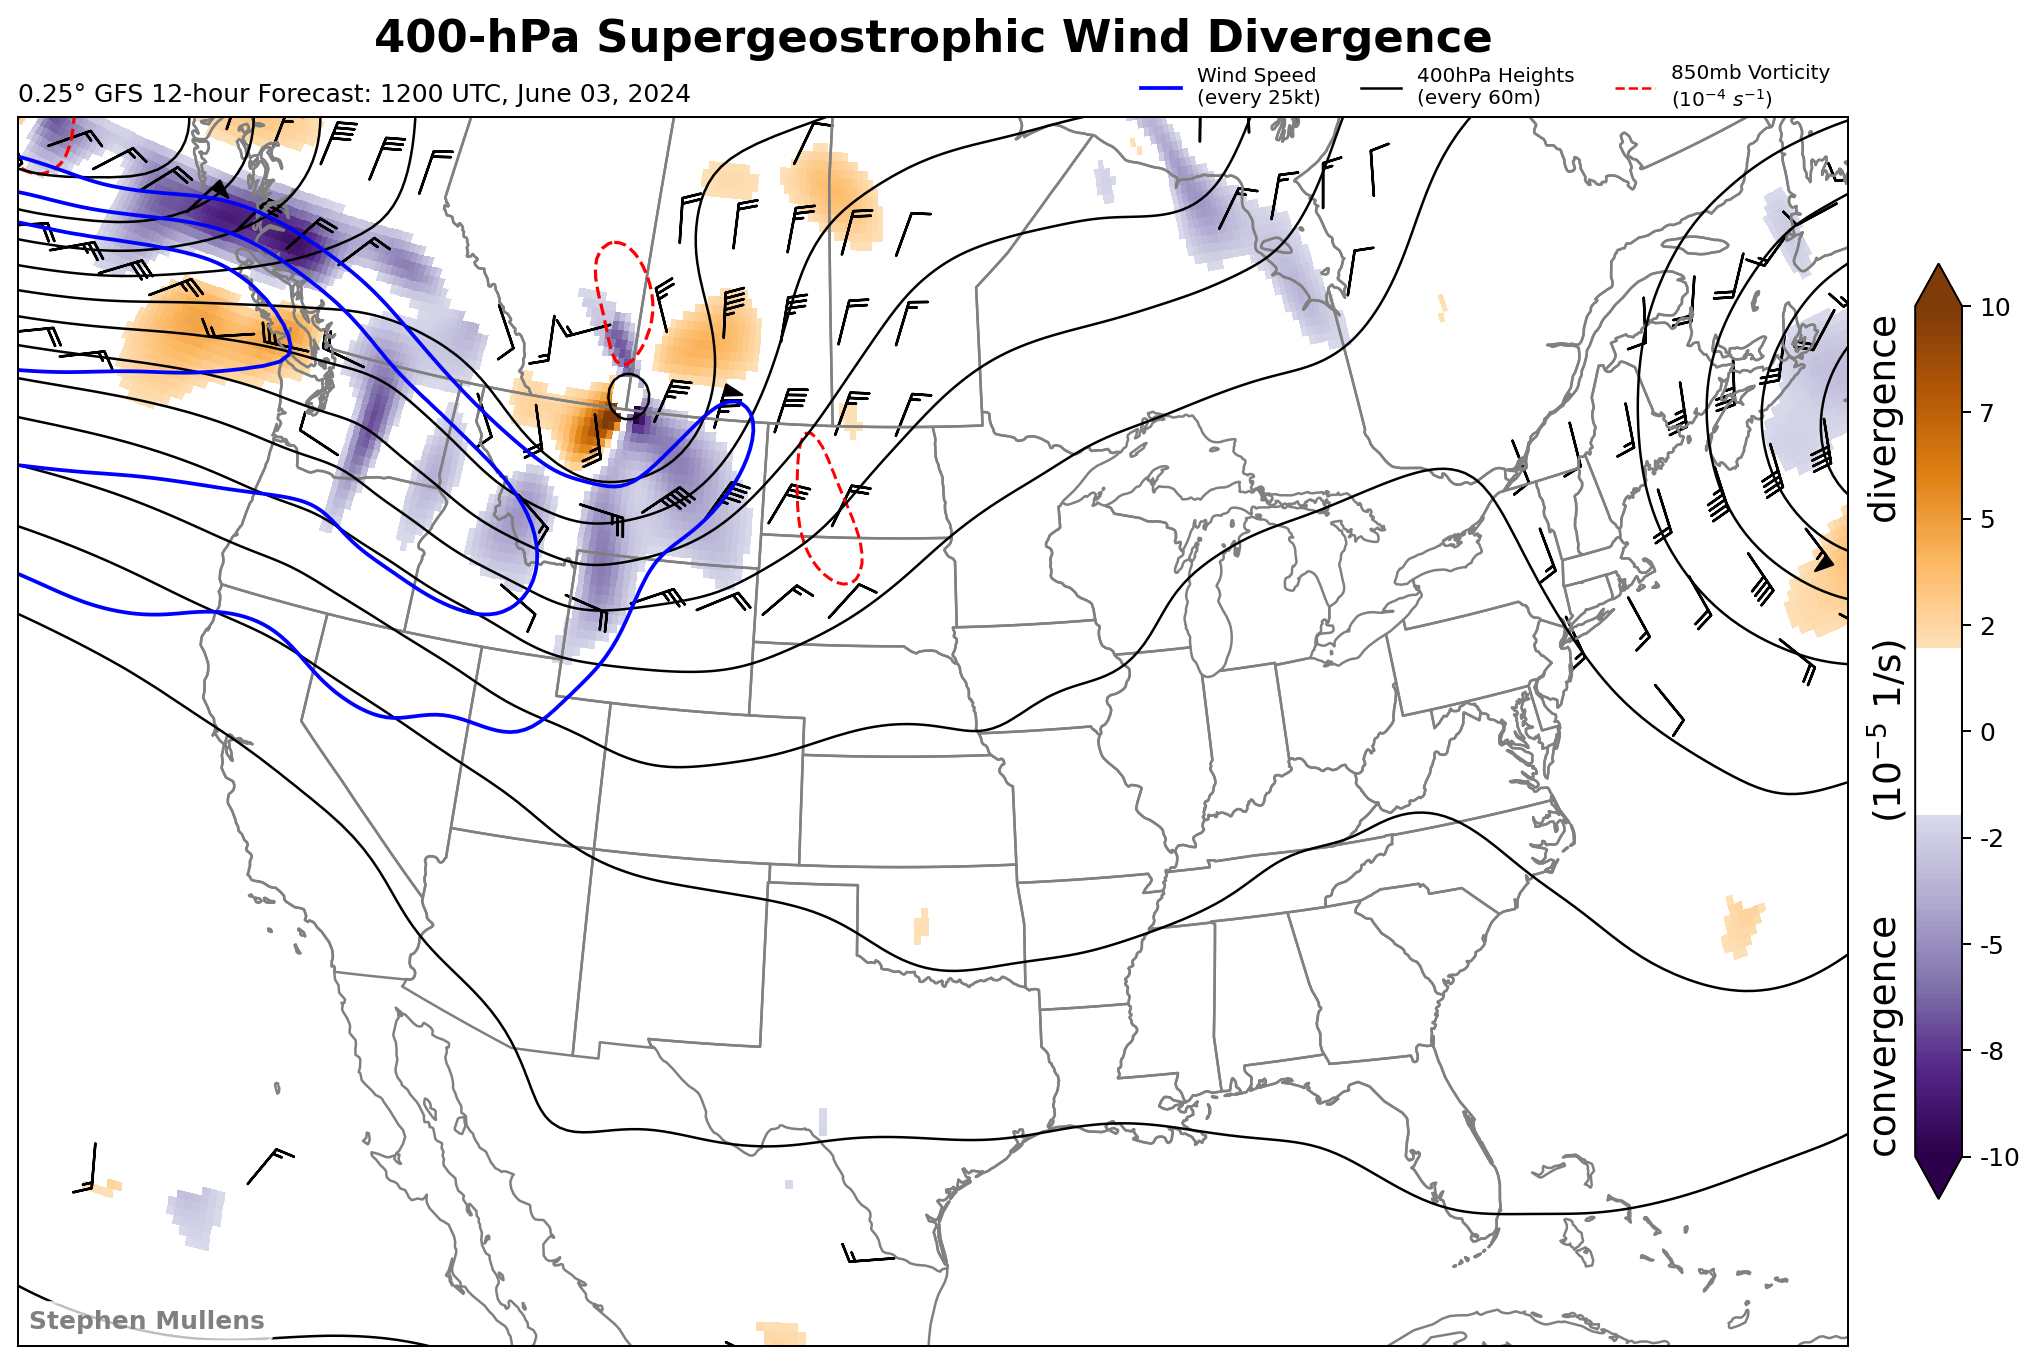 400-hPa Supergeostrophic Wind Divergence
0.25° GFS 12-hour Forecast: 1200 UTC, June 03, 2024
Wind Speed
(every 25kt)
400hPa Heights
(every 60m)
850mb Vorticity
(10⁻⁴ s⁻¹)
10
7
5
2
0
-2
-5
-8
-10
convergence (10⁻⁵ 1/s) divergence
Stephen Mullens